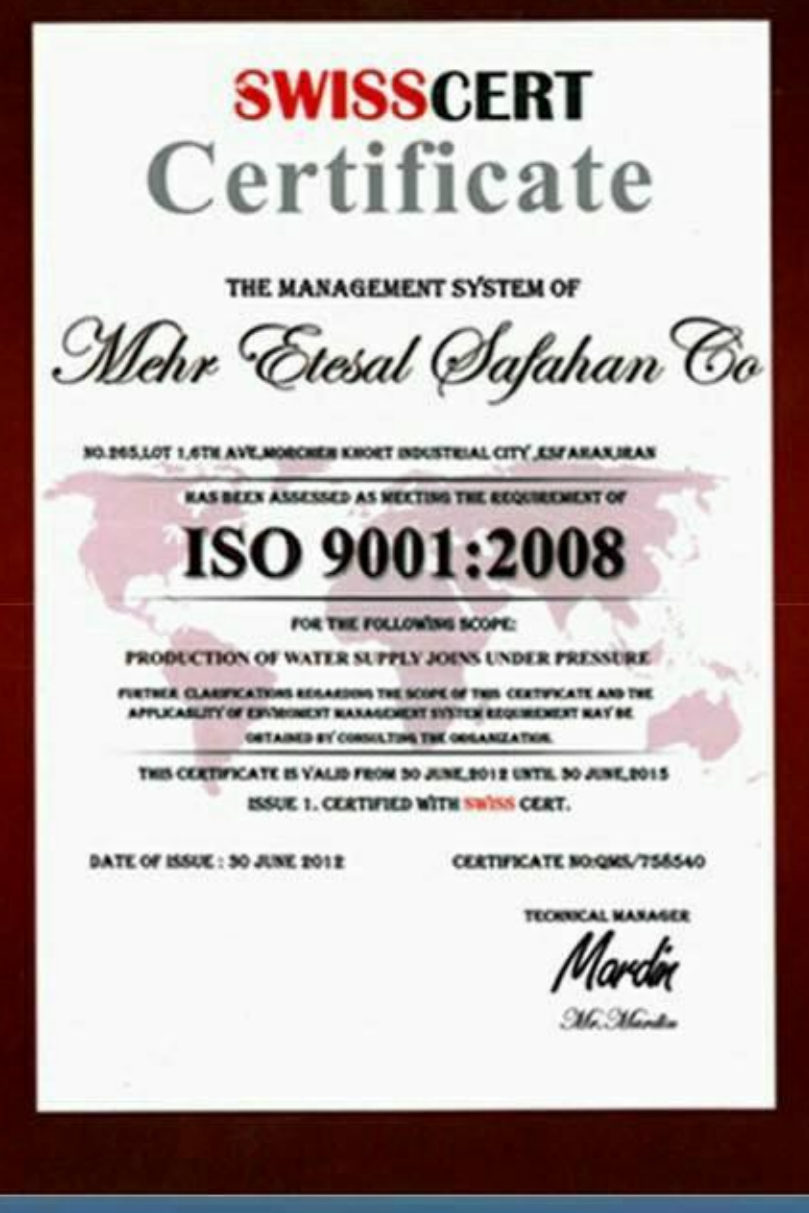 SWISSCERT
Certificate
THE MANAGEMENT SYSTEM OF
Mehr Etesal Safahan Co
NO.265,LOT 1,6TH AVE,MORCHEH KHORT INDUSTRIAL CITY ,ESFAHAN,IRAN
HAS BEEN ASSESSED AS MEETING THE REQUIREMENT OF
ISO 9001:2008
FOR THE FOLLOWING SCOPE:
PRODUCTION OF WATER SUPPLY JOINS UNDER PRESSURE
FURTHER CLARIFICATIONS REGARDING THE SCOPE OF THIS CERTIFICATE AND THE
APPLICABLITY OF ENVIROMENT MANAGEMENT SYSTEM REQUIREMENT MAY BE
OBTAINED BY CONSULTING THE ORGANIZATION.
THIS CERTIFICATE IS VALID FROM 30 JUNE,2012 UNTIL 30 JUNE,2015
ISSUE 1. CERTIFIED WITH SWISS CERT.
DATE OF ISSUE : 30 JUNE 2012
CERTIFICATE NO:QMS/758540
TECHNICAL MANAGER
Mardin
Mr.Mardin